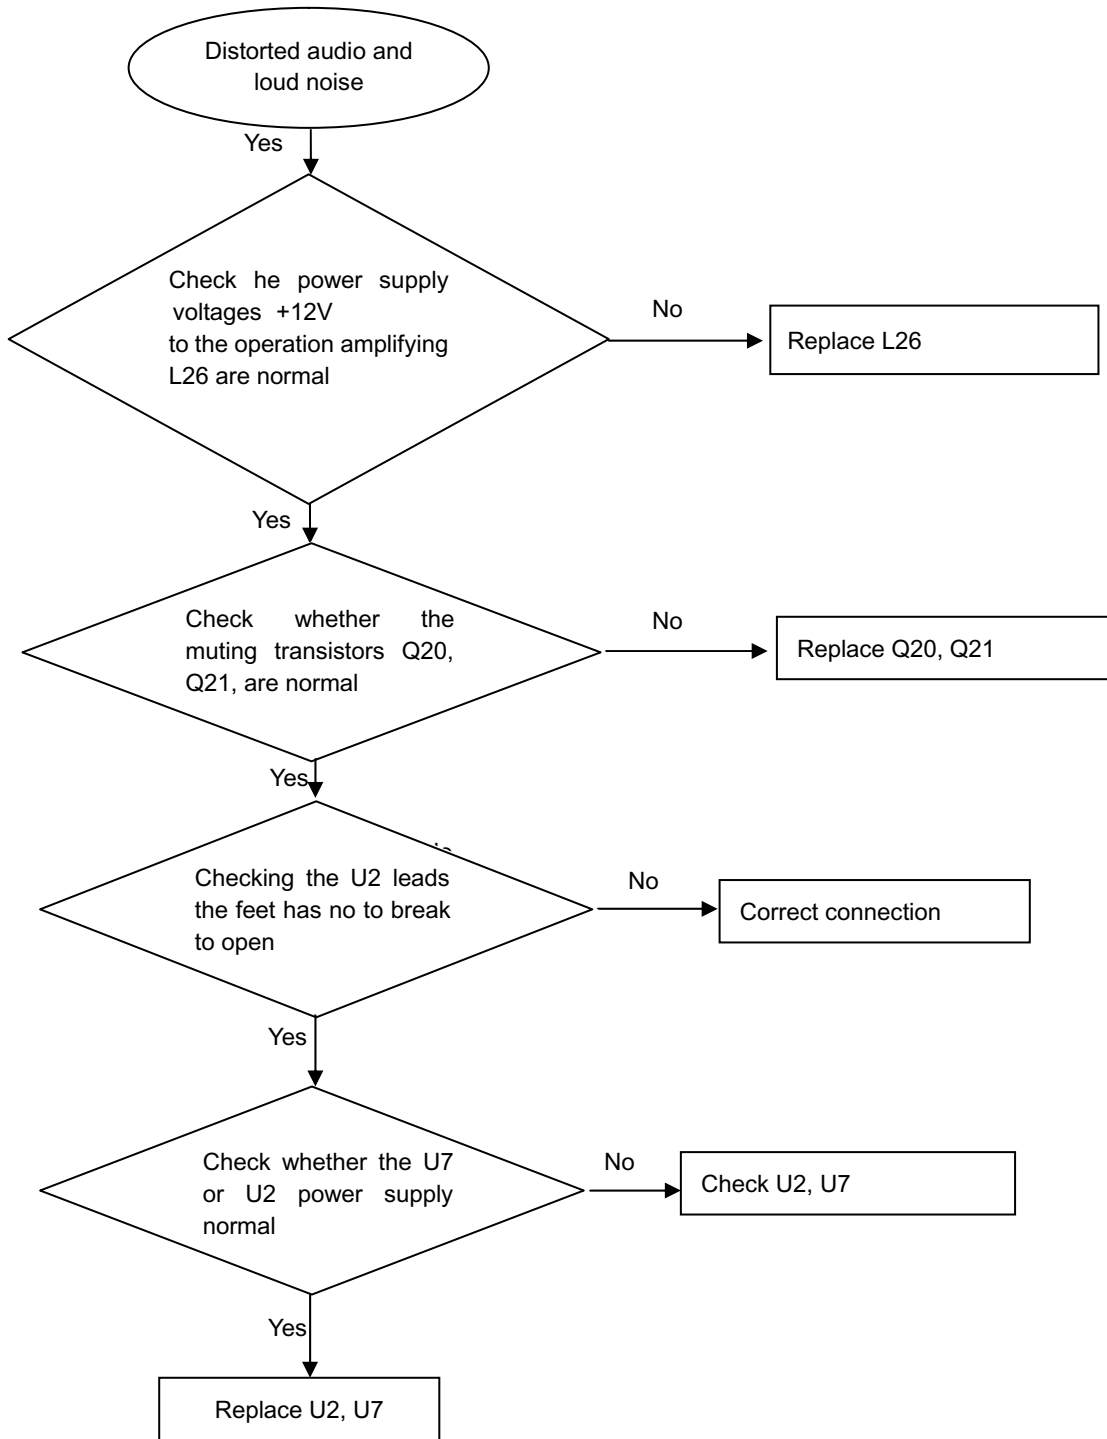 Distorted audio and
loud noise
Yes
Check he power supply
voltages +12V
to the operation amplifying
L26 are normal
No
Replace L26
Yes
Check whether the
muting transistors Q20,
Q21, are normal
No
Replace Q20, Q21
Yes
Checking the U2 leads
the feet has no to break
to open
No
Correct connection
Yes
Check whether the U7
or U2 power supply
normal
No
Check U2, U7
Yes
Replace U2, U7